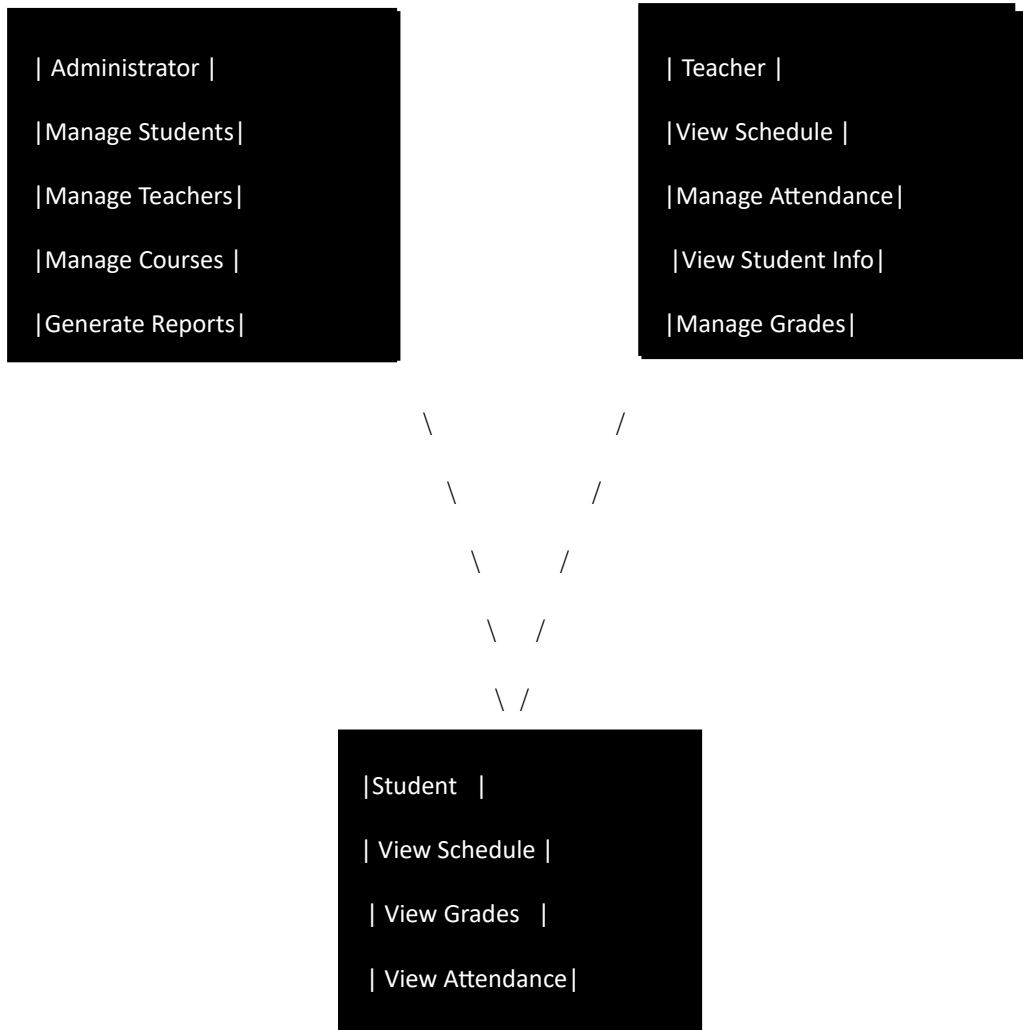 | Administrator |
|Manage Students|
|Manage Teachers|
|Manage Courses |
|Generate Reports|
| Teacher |
|View Schedule |
|Manage Attendance|
|View Student Info|
|Manage Grades|
\ /
\ /
\ /
\ /
\ /
|Student |
| View Schedule |
| View Grades |
| View Attendance|